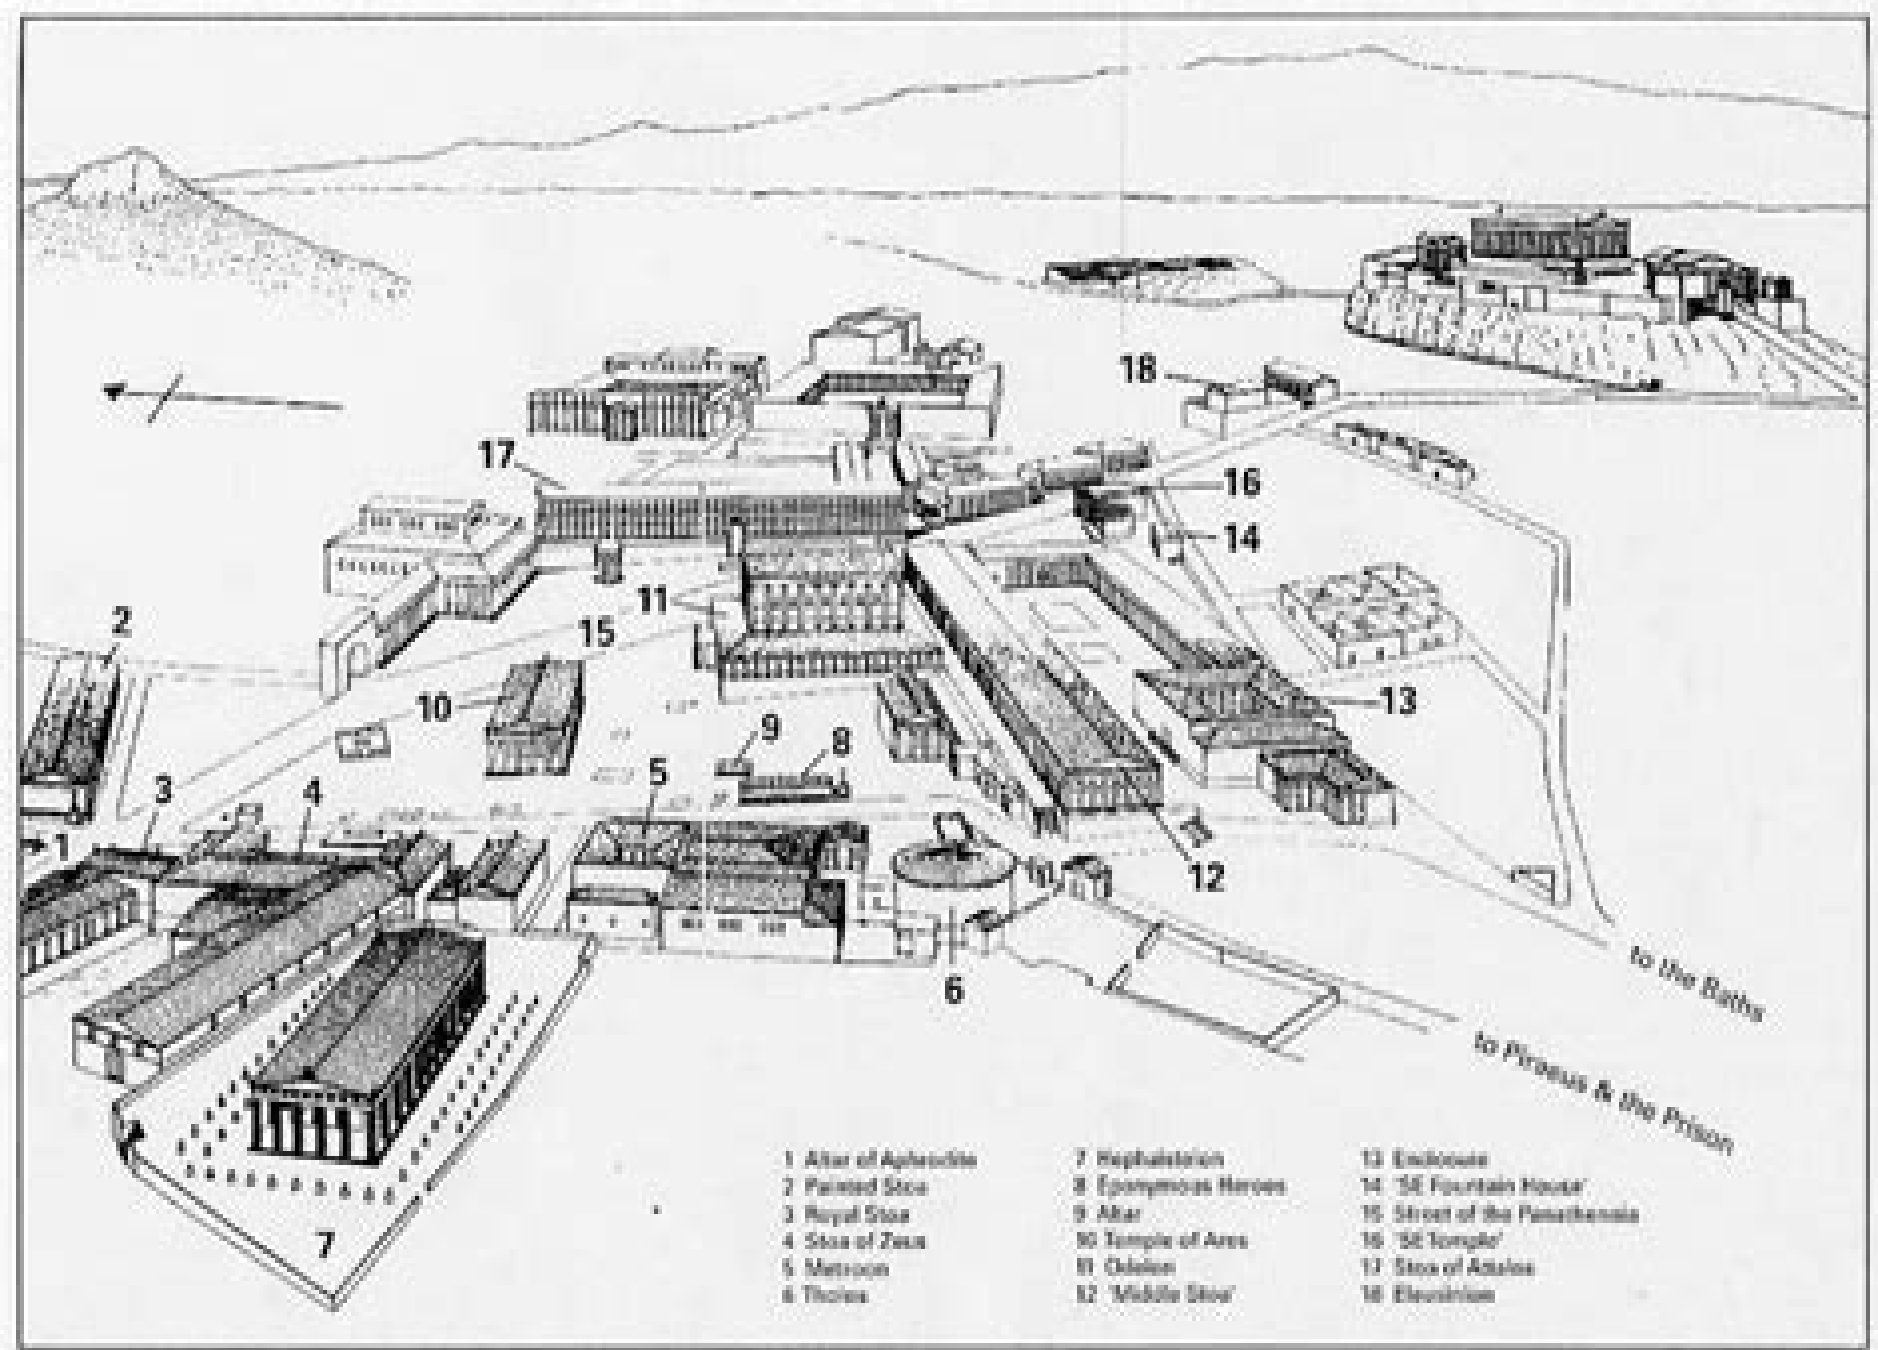 18
17
16
14
11
15
2
13
10
9
8
5
3
4
1
12
6
to the Baths
to Piraeus & the Prison
7
1 Altar of Aphrodite
2 Painted Stoa
3 Royal Stoa
4 Stoa of Zeus
5 Metroon
6 Tholos
7 Hephaisteion
8 Eponymous Heroes
9 Altar
10 Temple of Ares
11 Odeion
12 'Middle Stoa'
13 Enclosure
14 'SE Fountain House'
15 Street of the Panathenaia
16 'SE Temple'
17 Stoa of Attalos
18 Eleusinion